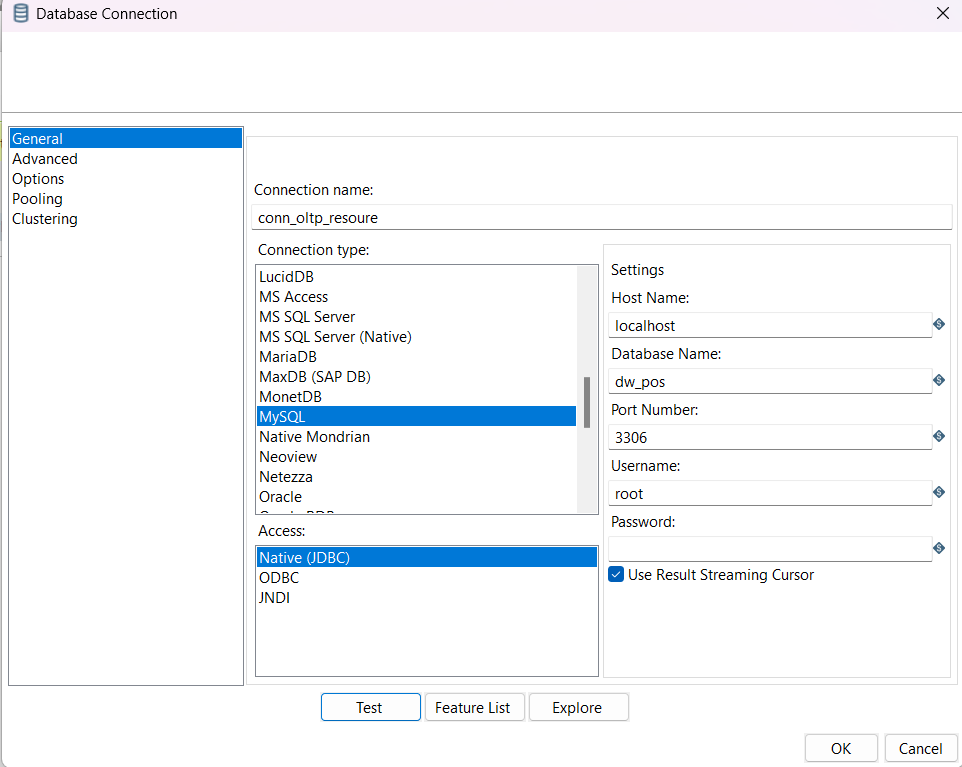 Database Connection
General
Advanced
Options
Pooling
Clustering
Connection name:
conn_oltp_resoure
Connection type:
LucidDB
MS Access
MS SQL Server
MS SQL Server (Native)
MariaDB
MaxDB (SAP DB)
MonetDB
MySQL
Native Mondrian
Neoview
Netezza
Oracle
Access:
Native (JDBC)
ODBC
JNDI
Settings
Host Name:
localhost
Database Name:
dw_pos
Port Number:
3306
Username:
root
Password:
Use Result Streaming Cursor
Test
Feature List
Explore
OK
Cancel